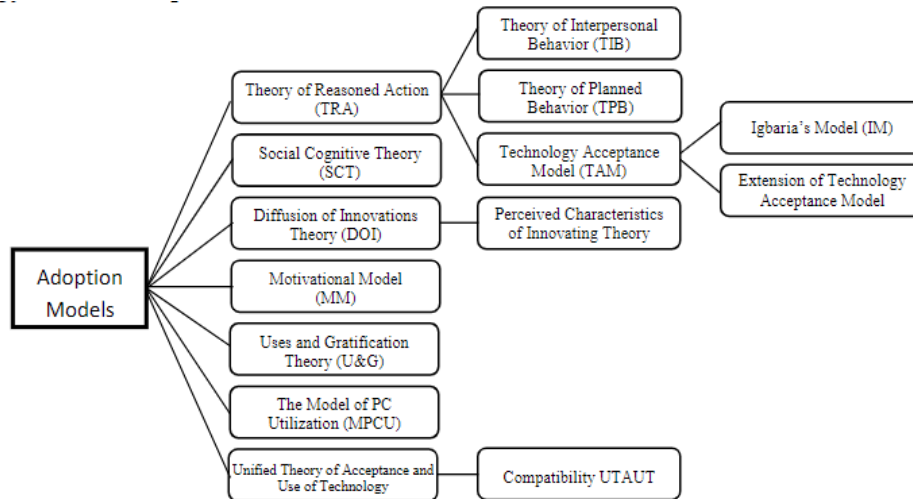 Theory of Interpersonal
Behavior (TIB)
Theory of Reasoned Action
(TRA)
Theory of Planned
Behavior (TPB)
Igbaria's Model (IM)
Social Cognitive Theory
(SCT)
Technology Acceptance
Model (TAM)
Extension of Technology
Acceptance Model
Diffusion of Innovations
Theory (DOI)
Perceived Characteristics
of Innovating Theory
Adoption
Models
Motivational Model
(MM)
Uses and Gratification
Theory (U&G)
The Model of PC
Utilization (MPCU)
Unified Theory of Acceptance and
Use of Technology
Compatibility UTAUT